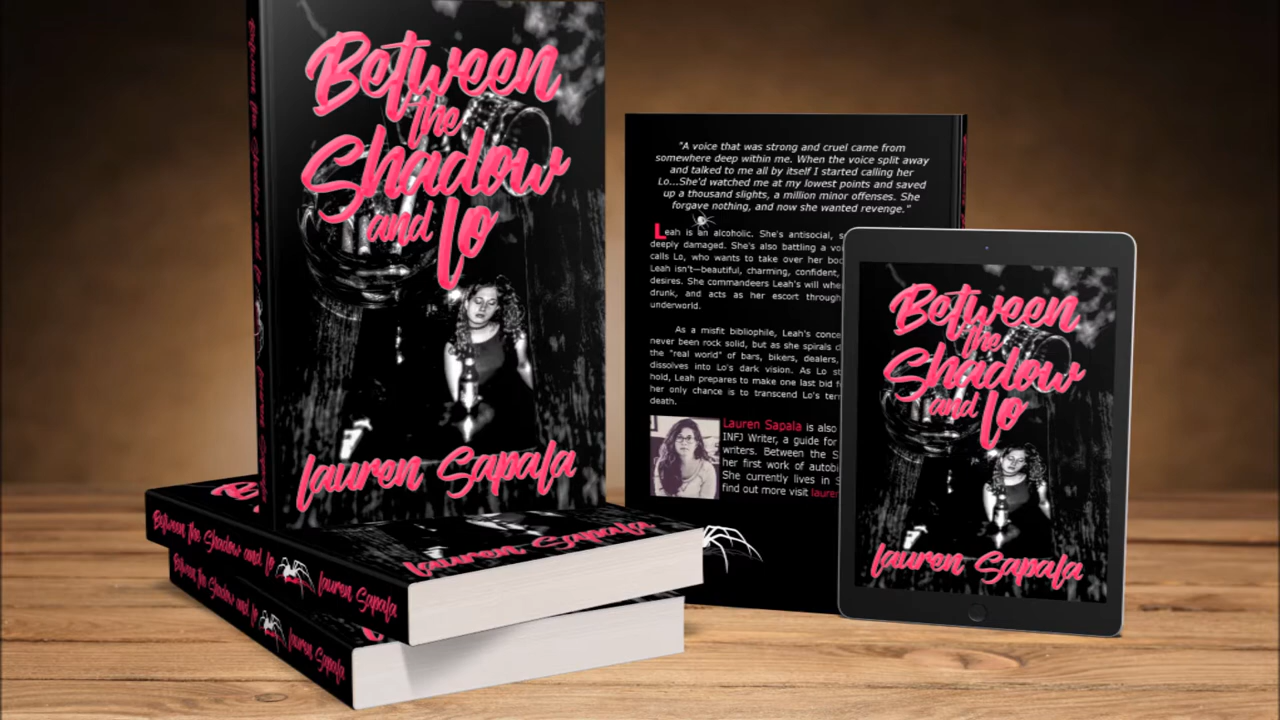 Between
the
Shadow
and Lo
Lauren Sapala
Between the Shadow and Lo
Lauren Sapala
Lauren Sapala
Between the Shadow and Lo
Lauren Sapala
"A voice that was strong and cruel came from
somewhere deep within me. When the voice split away
and talked to me all by itself I started calling her
Lo...She'd watched me at my lowest points and saved
up a thousand slights, a million minor offenses. She
forgave nothing, and now she wanted revenge."
Leah is an alcoholic. She's antisocial,
deeply damaged. She's also battling a
calls Lo, who wants to take over her
Leah isn't—beautiful, charming, confident,
desires. She commandeers Leah's will
drunk, and acts as her escort through
underworld.
As a misfit bibliophile, Leah's
never been rock solid, but as she spirals
the "real world" of bars, bikers, dealers,
dissolves into Lo's dark vision. As Lo
hold, Leah prepares to make one last bid
her only chance is to transcend Lo's
death.
Lauren Sapala is also
INFJ Writer, a guide for
writers. Between the S
her first work of
She currently lives in S
find out more visit lauren
Between
the
Shadow
and Lo
Lauren Sapala